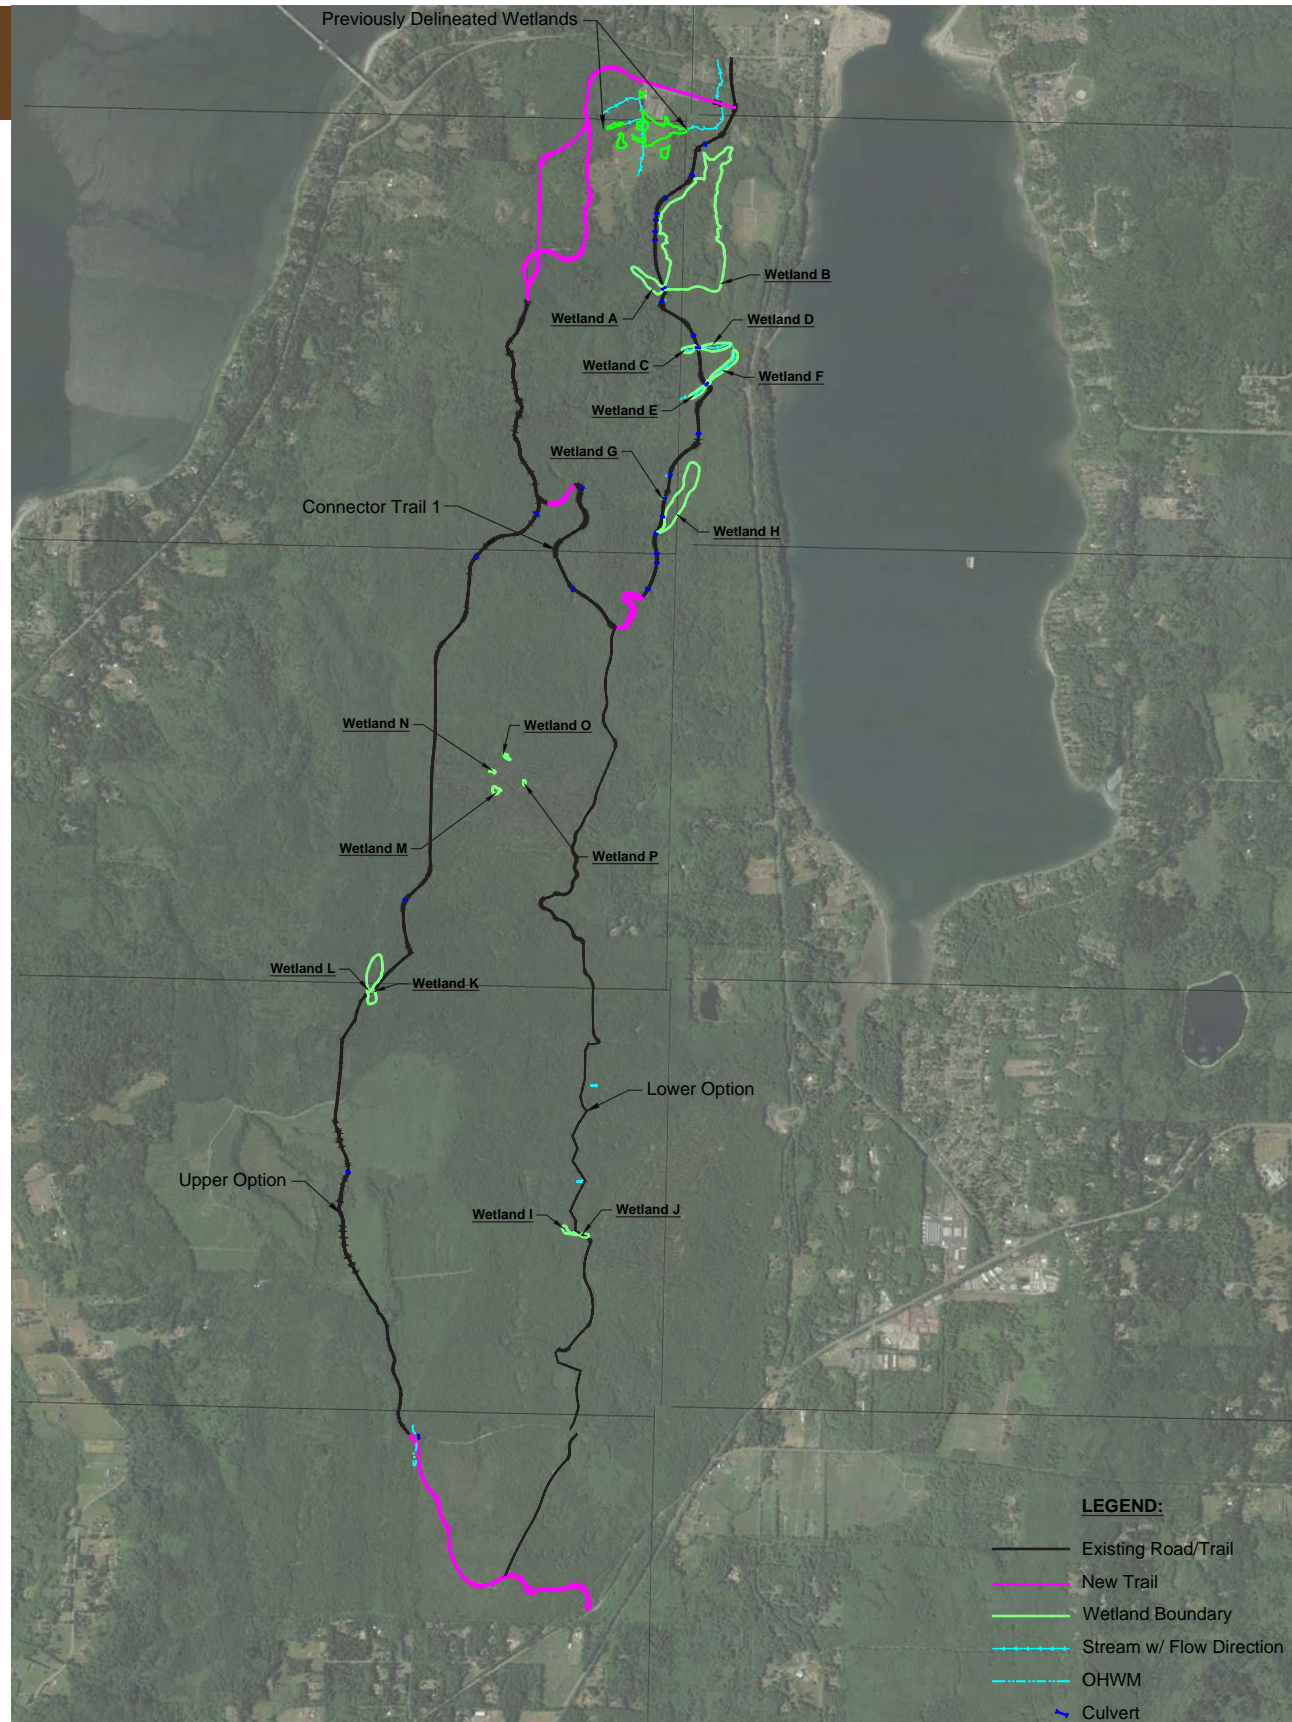 Previously Delineated Wetlands
Wetland B
Wetland A
Wetland D
Wetland C
Wetland F
Wetland E
Wetland G
Connector Trail 1
Wetland H
Wetland N
Wetland O
Wetland M
Wetland P
Wetland L
Wetland K
Lower Option
Upper Option
Wetland I
Wetland J
LEGEND:
Existing Road/Trail
New Trail
Wetland Boundary
Stream w/ Flow Direction
OHWM
Culvert